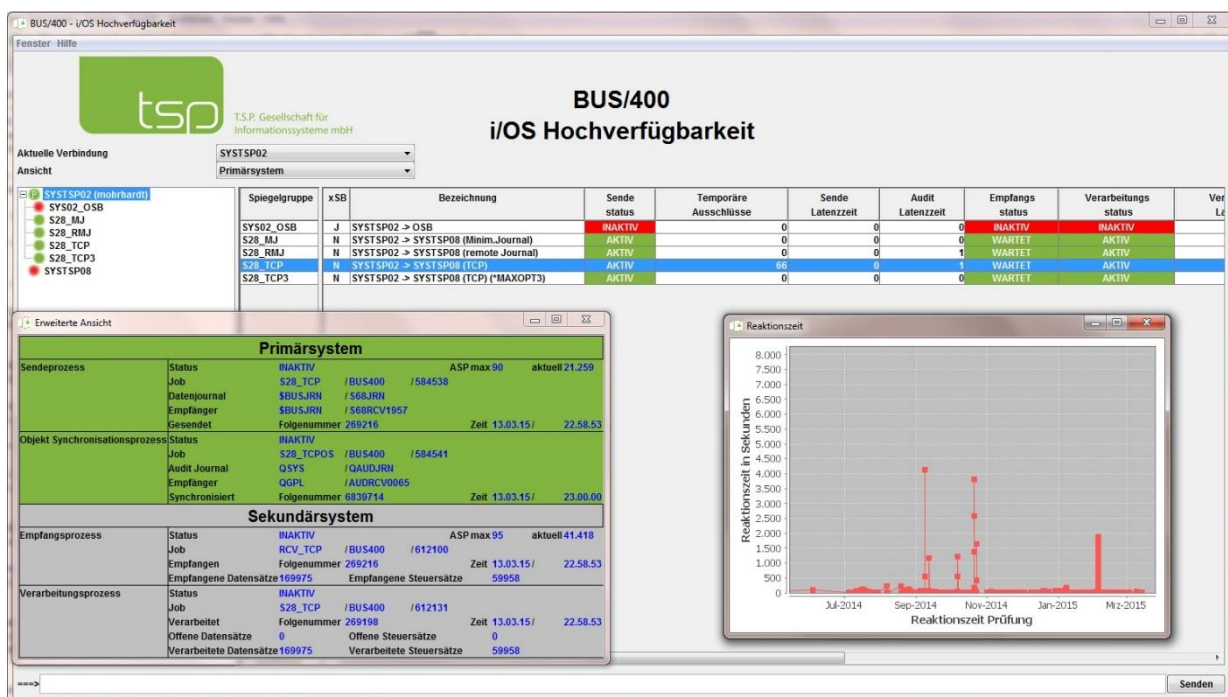 BUS/400 - i/OS Hochverfügbarkeit
Fenster Hilfe
tsp
T.S.P. Gesellschaft für
Informationssysteme mbH
BUS/400
i/OS Hochverfügbarkeit
Aktuelle Verbindung SYSTSP02
Ansicht Primärsystem
SYSTSP02 (mohrhardt)
SYS02_OSB
S28_MJ
S28_RMJ
S28_TCP
S28_TCP3
SYSTSP08
Spiegelgruppe xSB Bezeichnung Sende status Temporäre Ausschlüsse Sende Latenzzeit Audit Latenzzeit Empfangs status Verarbeitungs status Ver
SYS02_OSB J SYSTSP02 -> OSB INAKTIV 0 0 0 INAKTIV INAKTIV
S28_MJ N SYSTSP02 -> SYSTSP08 (Minim.Journal) AKTIV 0 0 0 WARTET AKTIV
S28_RMJ N SYSTSP02 -> SYSTSP08 (remote Journal) AKTIV 0 0 1 WARTET AKTIV
S28_TCP N SYSTSP02 -> SYSTSP08 (TCP) AKTIV 66 0 1 WARTET AKTIV
S28_TCP3 N SYSTSP02 -> SYSTSP08 (TCP) (*MAXOPT3) AKTIV 0 0 0 WARTET AKTIV
Erweiterte Ansicht
Primärsystem
Sendeprozess Status INAKTIV ASP max 90 aktuell 21.259
Job S28_TCP /BUS400 /584538
Datenjournal $BUSJRN /S68JRN
Empfänger $BUSJRN /S68RCV1957
Gesendet Folgenummer 269216 Zeit 13.03.15/ 22.58.53
Objekt Synchronisationsprozess Status INAKTIV
Job S28_TCPOS /BUS400 /584541
Audit Journal QSYS /QAUDJRN
Empfänger QGPL /AUDRCV0065
Synchronisiert Folgenummer 6839714 Zeit 13.03.15/ 23.00.00
Sekundärsystem
Empfangsprozess Status INAKTIV ASP max 95 aktuell 41.418
Job RCV_TCP /BUS400 /612100
Empfangen Folgenummer 269216 Zeit 13.03.15/ 22.58.53
Empfangene Datensätze 169975 Empfangene Steuersätze 59958
Verarbeitungsprozess Status INAKTIV
Job S28_TCP /BUS400 /612131
Verarbeitet Folgenummer 269198 Zeit 13.03.15/ 22.58.53
Offene Datensätze 0 Offene Steuersätze 0
Verarbeitete Datensätze 169975 Verarbeitete Steuersätze 59958
Reaktionszeit
Reaktionszeit in Sekunden
8.000
7.500
7.000
6.500
6.000
5.500
5.000
4.500
4.000
3.500
3.000
2.500
2.000
1.500
1.000
500
0
Jul-2014 Sep-2014 Nov-2014 Jan-2015 Mrz-2015
Reaktionszeit Prüfung
===> Senden